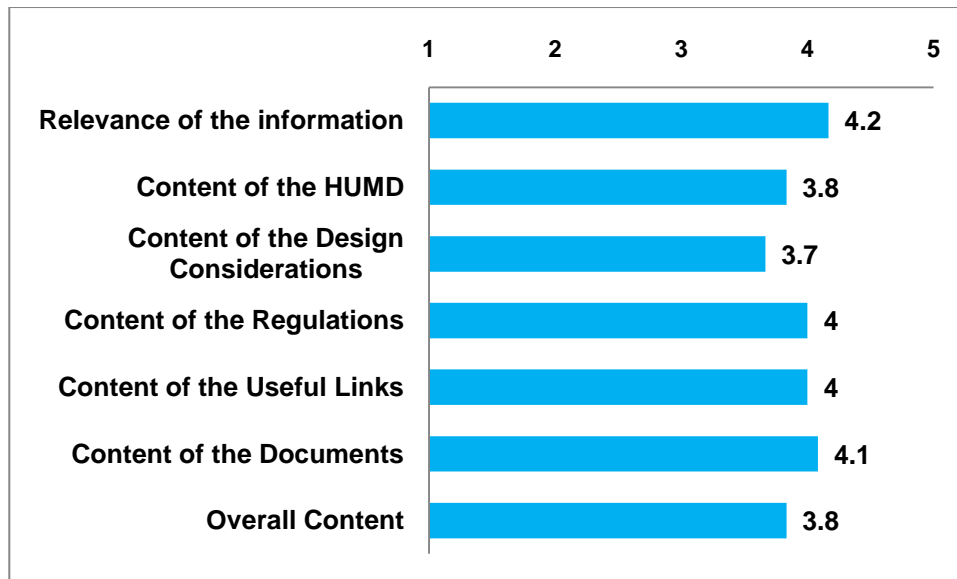 1 2 3 4 5
Relevance of the information 4.2
Content of the HUMD 3.8
Content of the Design
Considerations 3.7
Content of the Regulations 4
Content of the Useful Links 4
Content of the Documents 4.1
Overall Content 3.8